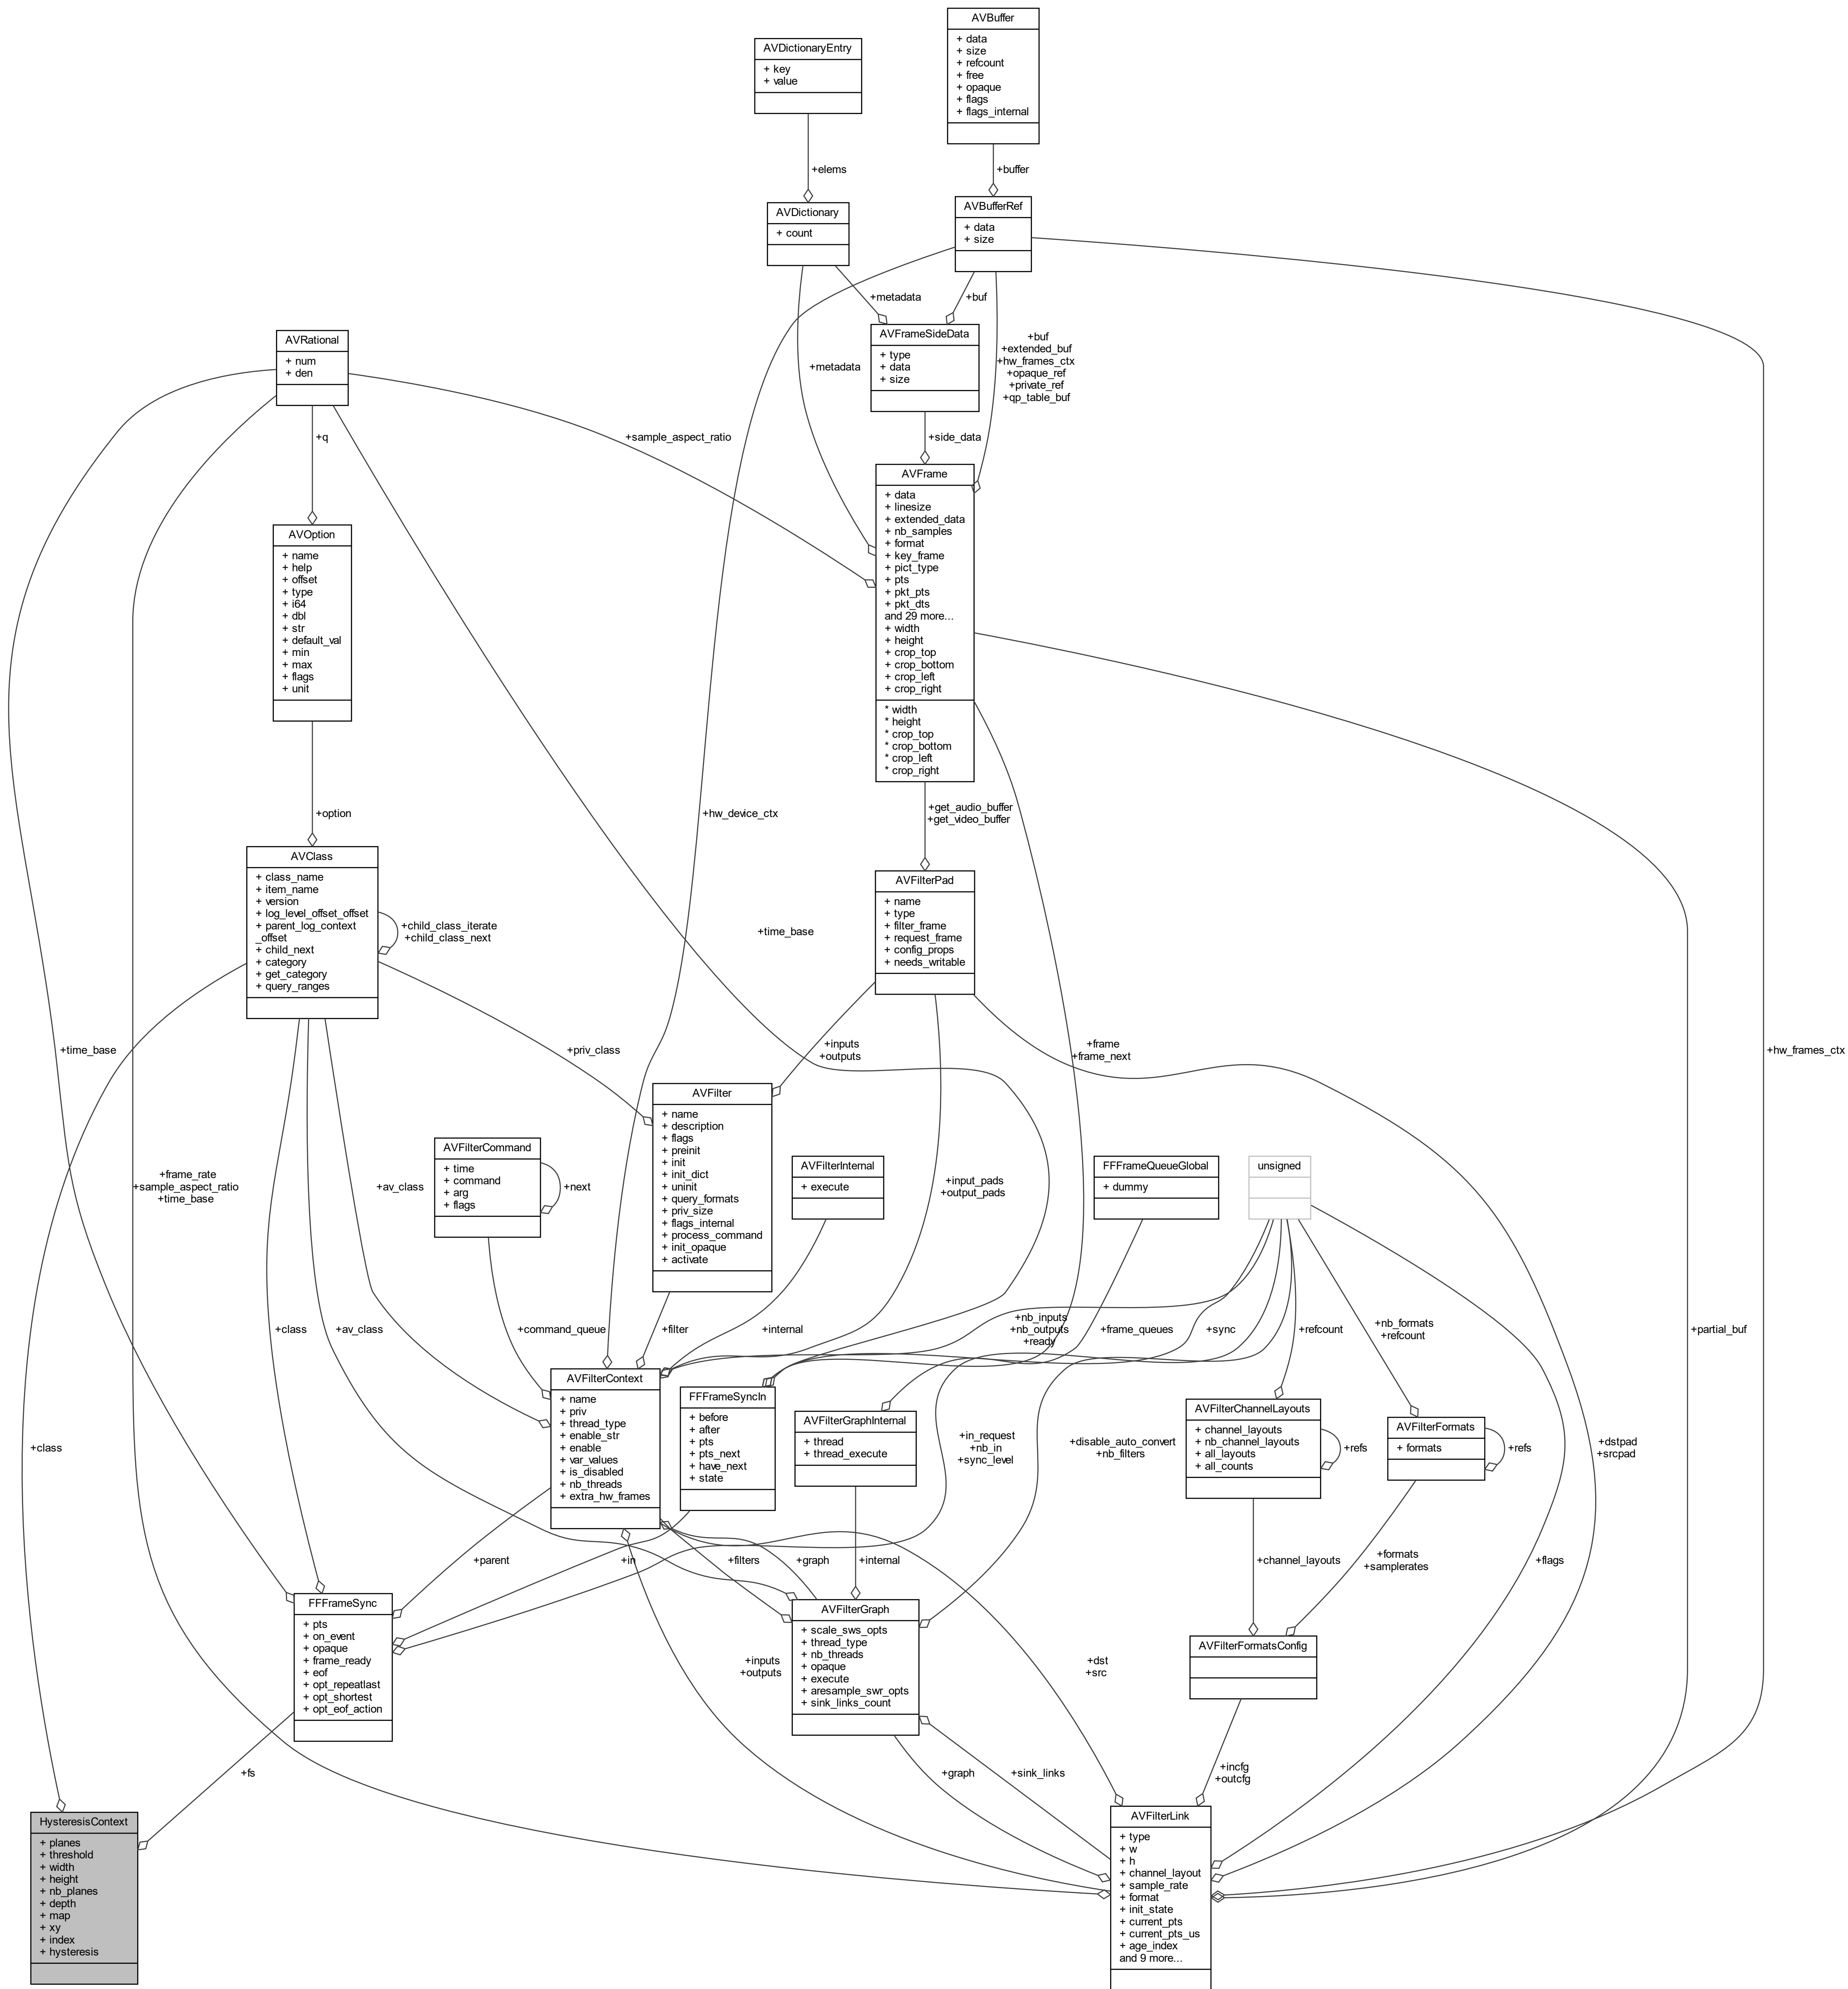 AVBuffer
+ data
+ size
+ refcount
+ free
+ opaque
+ flags
+ flags_internal
AVDictionaryEntry
+ key
+ value
+elems
+buffer
AVDictionary
+ count
AVBufferRef
+ data
+ size
+metadata
+buf
AVFrameSideData
+ type
+ data
+ size
+buf
+extended_buf
+hw_frames_ctx
+opaque_ref
+private_ref
+qp_table_buf
+metadata
AVRational
+ num
+ den
+q
+sample_aspect_ratio
+side_data
AVFrame
+ data
+ linesize
+ extended_data
+ nb_samples
+ format
+ key_frame
+ pict_type
+ pts
+ pkt_pts
+ pkt_dts
and 29 more...
+ width
+ height
+ crop_top
+ crop_bottom
+ crop_left
+ crop_right
* width
* height
* crop_top
* crop_bottom
* crop_left
* crop_right
AVOption
+ name
+ help
+ offset
+ type
+ i64
+ dbl
+ str
+ default_val
+ min
+ max
+ flags
+ unit
+option
+hw_device_ctx
+get_audio_buffer
+get_video_buffer
AVClass
+ class_name
+ item_name
+ version
+ log_level_offset_offset
+ parent_log_context
_offset
+ child_next
+ category
+ get_category
+ query_ranges
+child_class_iterate
+child_class_next
+time_base
AVFilterPad
+ name
+ type
+ filter_frame
+ request_frame
+ config_props
+ needs_writable
+time_base
+priv_class
+inputs
+outputs
+frame
+frame_next
+hw_frames_ctx
AVFilter
+ name
+ description
+ flags
+ preinit
+ init
+ init_dict
+ uninit
+ query_formats
+ priv_size
+ flags_internal
+ process_command
+ init_opaque
+ activate
AVFilterCommand
+ time
+ command
+ arg
+ flags
+next
AVFilterInternal
+ execute
FFFrameQueueGlobal
+ dummy
unsigned
+frame_rate
+sample_aspect_ratio
+time_base
+av_class
+input_pads
+output_pads
+class
+av_class
+command_queue
+filter
+internal
+nb_inputs
+nb_outputs
+ready
+frame_queues
+sync
+refcount
+nb_formats
+refcount
+partial_buf
AVFilterContext
+ name
+ priv
+ thread_type
+ enable_str
+ enable
+ var_values
+ is_disabled
+ nb_threads
+ extra_hw_frames
FFFrameSyncIn
+ before
+ after
+ pts
+ pts_next
+ have_next
+ state
AVFilterGraphInternal
+ thread
+ thread_execute
+in_request
+nb_in
+sync_level
+disable_auto_convert
+nb_filters
AVFilterChannelLayouts
+ channel_layouts
+ nb_channel_layouts
+ all_layouts
+ all_counts
+refs
AVFilterFormats
+ formats
+refs
+dstpad
+srcpad
+class
+parent
+in
+filters
+graph
+internal
+channel_layouts
+formats
+samplerates
+flags
FFFrameSync
+ pts
+ on_event
+ opaque
+ frame_ready
+ eof
+ opt_repeatlast
+ opt_shortest
+ opt_eof_action
AVFilterGraph
+ scale_sws_opts
+ thread_type
+ nb_threads
+ opaque
+ execute
+ aresample_swr_opts
+ sink_links_count
+inputs
+outputs
+dst
+src
AVFilterFormatsConfig
+fs
+graph
+sink_links
+incfg
+outcfg
HysteresisContext
+ planes
+ threshold
+ width
+ height
+ nb_planes
+ depth
+ map
+ xy
+ index
+ hysteresis
AVFilterLink
+ type
+ w
+ h
+ channel_layout
+ sample_rate
+ format
+ init_state
+ current_pts
+ current_pts_us
+ age_index
and 9 more...